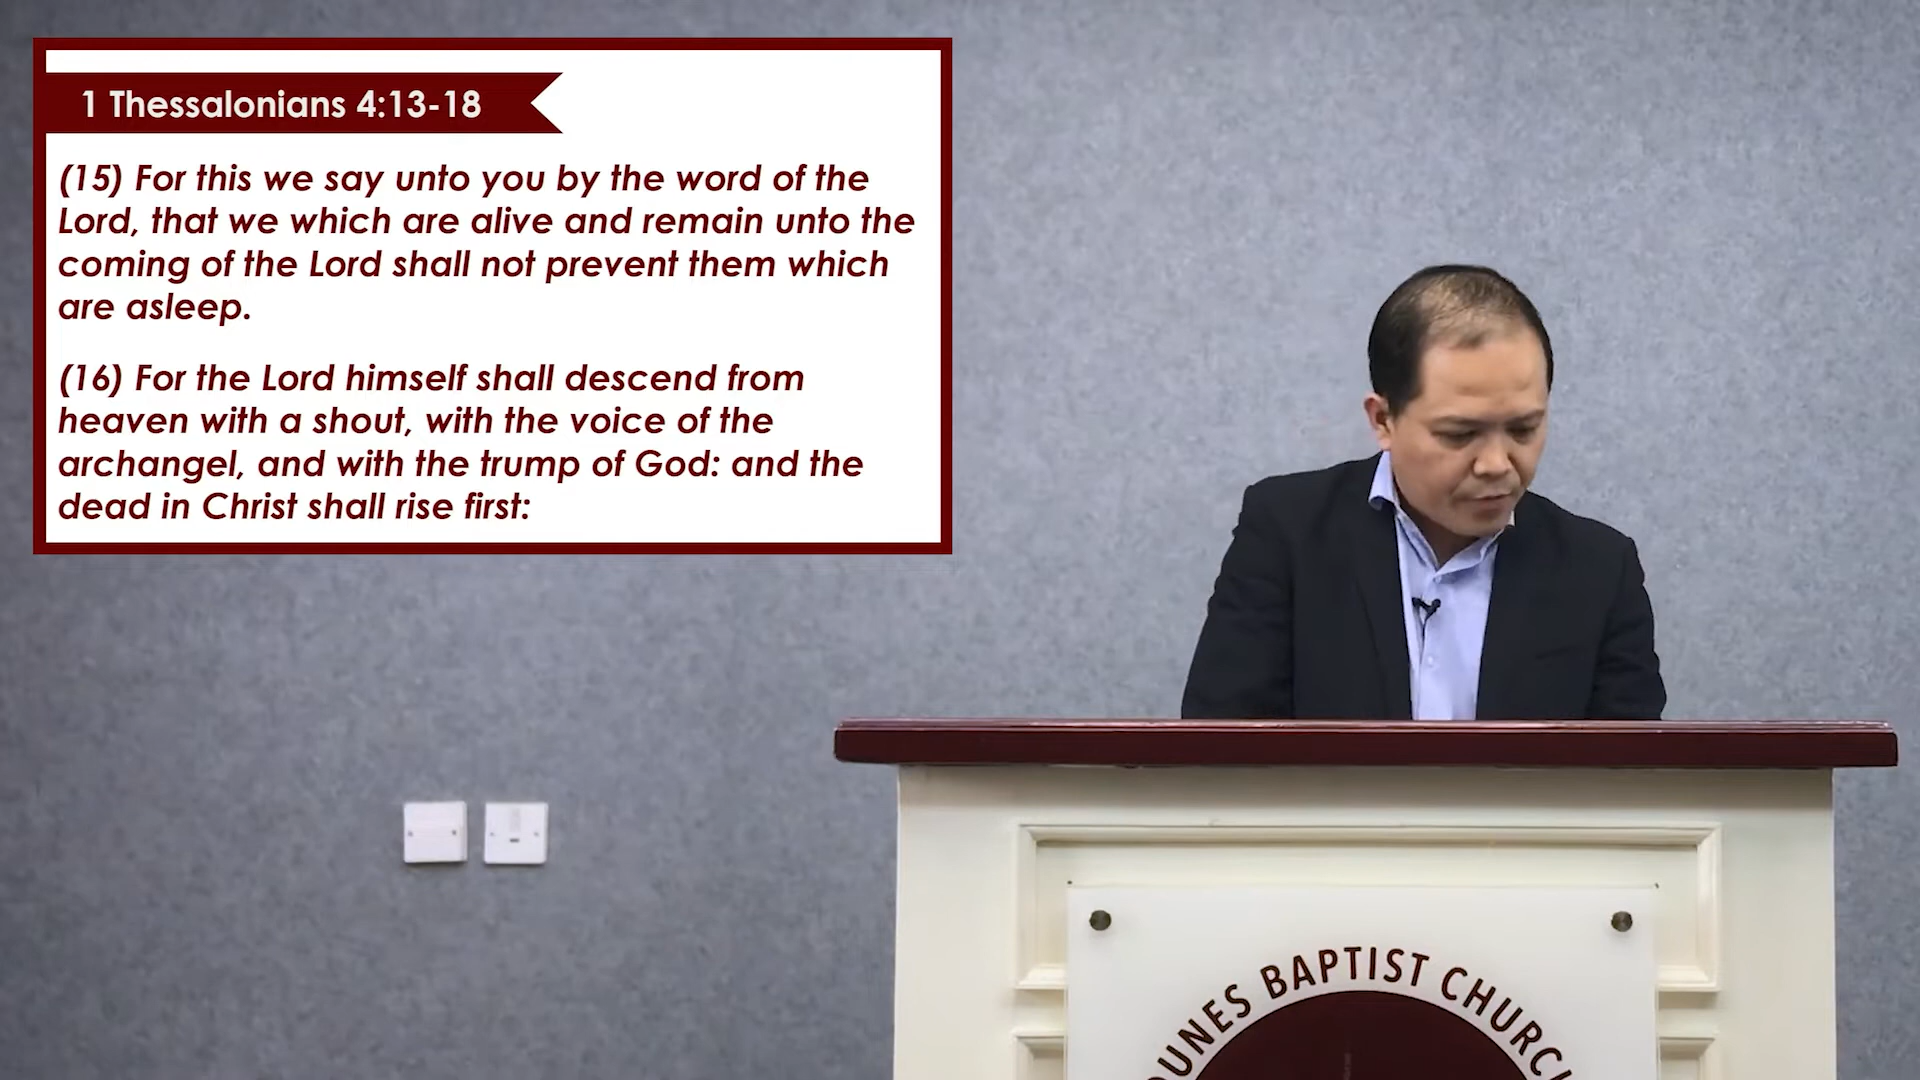 1 Thessalonians 4:13-18
(15) For this we say unto you by the word of the
Lord, that we which are alive and remain unto the
coming of the Lord shall not prevent them which
are asleep.
(16) For the Lord himself shall descend from
heaven with a shout, with the voice of the
archangel, and with the trump of God: and the
dead in Christ shall rise first:
DUNES BAPTIST CHURCH